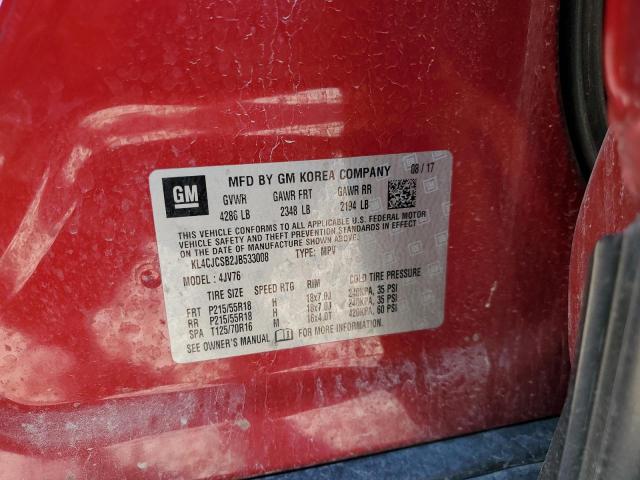 GM
MFD BY GM KOREA COMPANY 08 / 17
GVWR GAWR FRT GAWR RR
4286 LB 2348 LB 2194 LB
THIS VEHICLE CONFORMS TO ALL APPLICABLE U.S. FEDERAL MOTOR
VEHICLE SAFETY, BUMPER, AND THEFT PREVENTION STANDARDS IN EFFECT
ON THE DATE OF MANUFACTURE SHOWN ABOVE.
KL4CJCSB2JB533008 TYPE: MPV
MODEL : 4JV76
TIRE SIZE SPEED RTG RIM COLD TIRE PRESSURE
FRT P215/55R18 H 18x7.0J 240KPA, 35 PSI
RR P215/55R18 H 18x7.0J 240KPA, 35 PSI
SPA T125/70R16 M 16x4.0T 420KPA, 60 PSI
SEE OWNER'S MANUAL FOR MORE INFORMATION